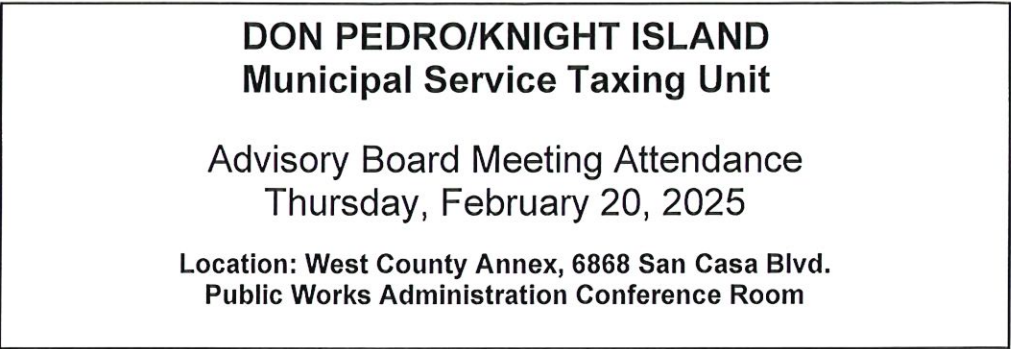 DON PEDRO/KNIGHT ISLAND
Municipal Service Taxing Unit
Advisory Board Meeting Attendance
Thursday, February 20, 2025
Location: West County Annex, 6868 San Casa Blvd.
Public Works Administration Conference Room